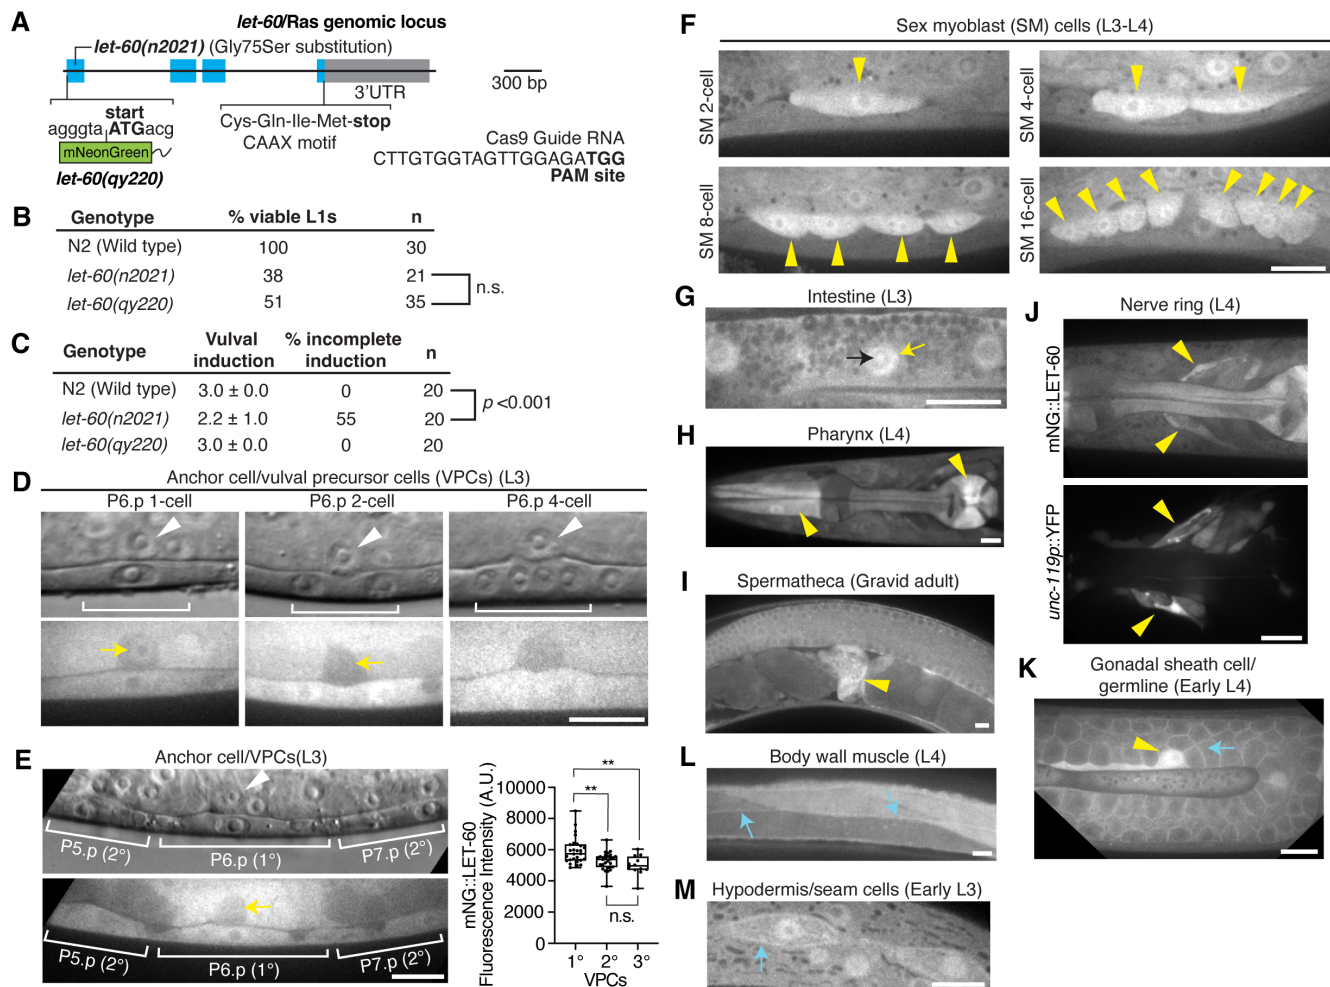 A
let-60/Ras genomic locus
let-60(n2021) (Gly75Ser substitution)
3'UTR
300 bp
start
agggta ATGacg
mNeonGreen
let-60(qy220)
Cys-Gln-Ile-Met-stop
CAAX motif
Cas9 Guide RNA
CTTGTGGTAGTTGGAGATGG
PAM site
B
Genotype % viable L1s n
N2 (Wild type) 100 30
let-60(n2021) 38 21
let-60(qy220) 51 35
n.s.
C
Genotype Vulval induction % incomplete induction n
N2 (Wild type) 3.0 ± 0.0 0 20
let-60(n2021) 2.2 ± 1.0 55 20
let-60(qy220) 3.0 ± 0.0 0 20
p <0.001
D
Anchor cell/vulval precursor cells (VPCs) (L3)
P6.p 1-cell P6.p 2-cell P6.p 4-cell
E
Anchor cell/VPCs(L3)
P5.p (2°) P6.p (1°) P7.p (2°)
P5.p (2°) P6.p (1°) P7.p (2°)
mNG::LET-60
Fluorescence Intensity (A.U.)
10000
8000
6000
4000
2000
0
**
**
n.s.
1° 2° 3°
VPCs
F
Sex myoblast (SM) cells (L3-L4)
SM 2-cell
SM 4-cell
SM 8-cell
SM 16-cell
G
Intestine (L3)
H
Pharynx (L4)
I
Spermatheca (Gravid adult)
J
Nerve ring (L4)
mNG::LET-60
unc-119p::YFP
K
Gonadal sheath cell/
germline (Early L4)
L
Body wall muscle (L4)
M
Hypodermis/seam cells (Early L3)